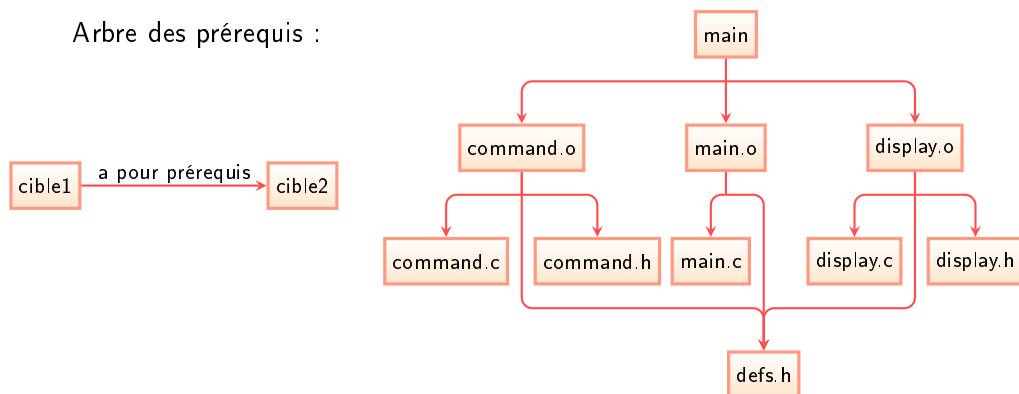 Arbre des prérequis :
main
command.o
main.o
display.o
cible1
a pour prérequis
cible2
command.c
command.h
main.c
display.c
display.h
defs.h